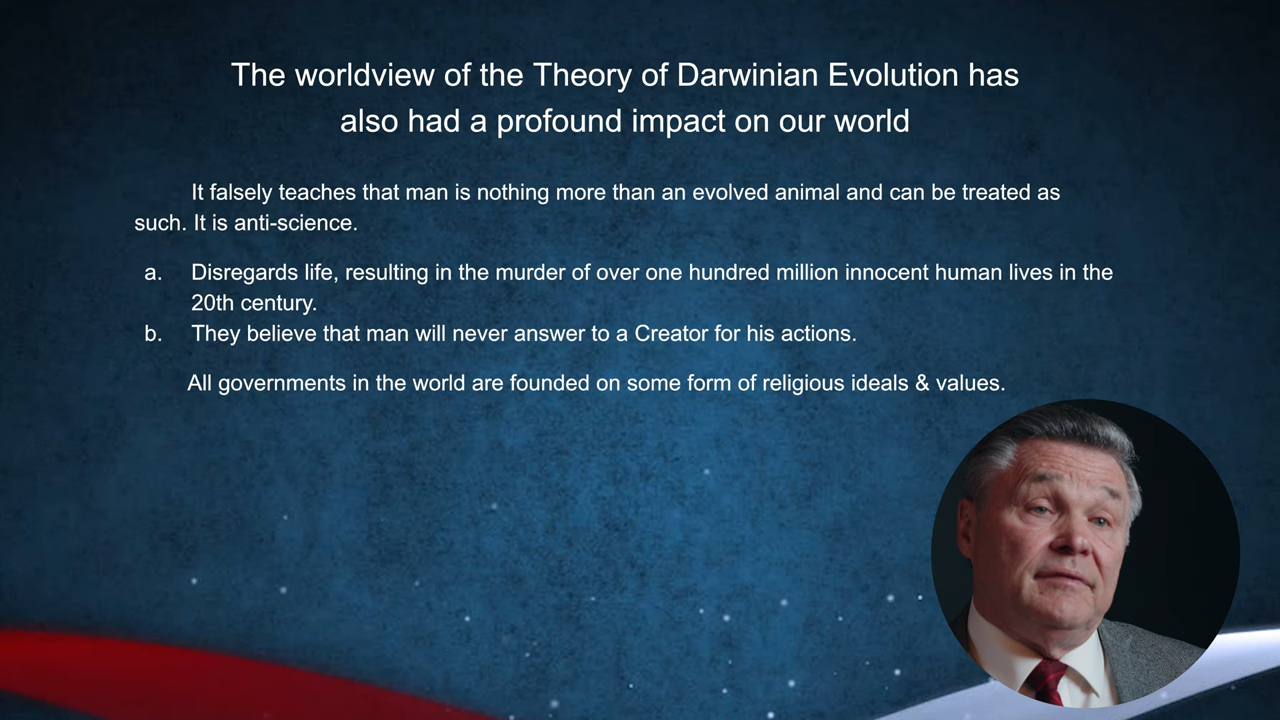 The worldview of the Theory of Darwinian Evolution has
also had a profound impact on our world
It falsely teaches that man is nothing more than an evolved animal and can be treated as
such. It is anti-science.
a. Disregards life, resulting in the murder of over one hundred million innocent human lives in the
20th century.
b. They believe that man will never answer to a Creator for his actions.
All governments in the world are founded on some form of religious ideals & values.